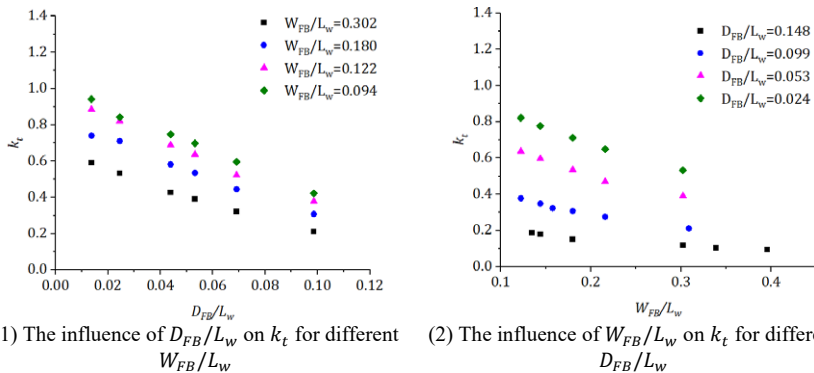 1.4
1.2
1.0
0.8
0.6
0.4
0.2
0.0
k_t
W_FB/L_w=0.302
W_FB/L_w=0.180
W_FB/L_w=0.122
W_FB/L_w=0.094
0.00 0.02 0.04 0.06 0.08 0.10 0.12
D_FB/L_w
1) The influence of D_FB/L_w on k_t for different
W_FB/L_w
1.4
1.2
1.0
0.8
0.6
0.4
0.2
0.0
k_t
D_FB/L_w=0.148
D_FB/L_w=0.099
D_FB/L_w=0.053
D_FB/L_w=0.024
0.1 0.2 0.3 0.4
W_FB/L_w
(2) The influence of W_FB/L_w on k_t for differe
D_FB/L_w